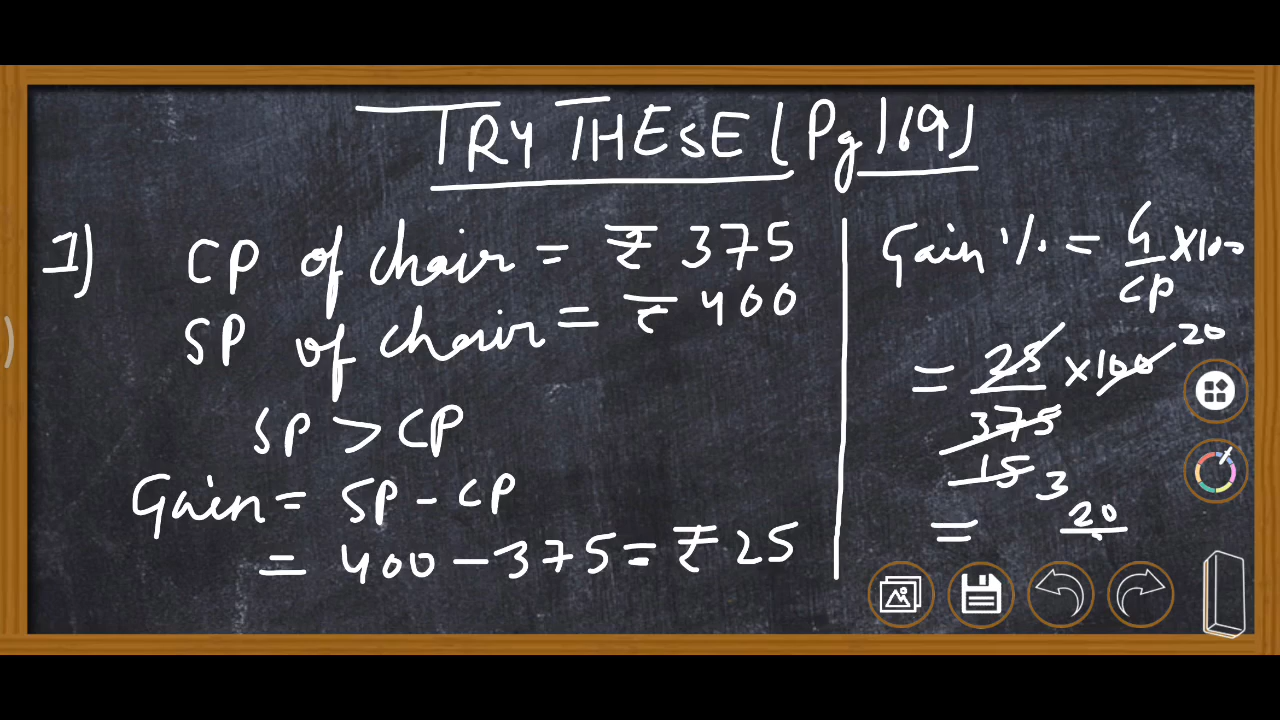 TRY THESE (Pg 169)
1) CP of chair = ₹ 375
SP of chair = ₹ 400
SP > CP
Gain = SP - CP
= 400 - 375 = ₹ 25
Gain % = G/CP × 100
= 25/375 × 100 20
15 3
= 20